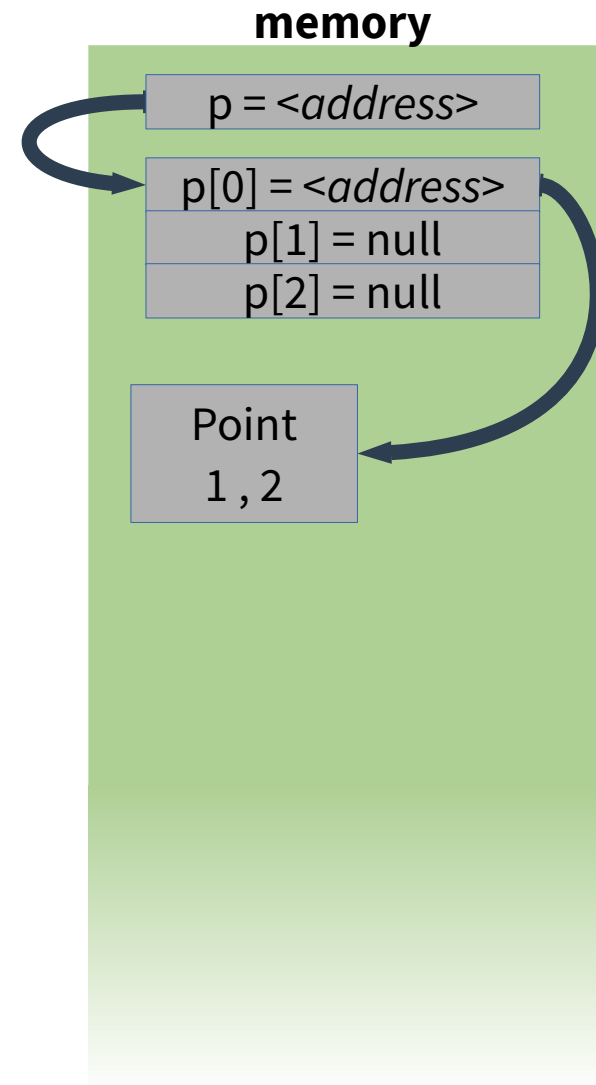 memory
p = <address>
p[0] = <address>
p[1] = null
p[2] = null
Point
1 , 2